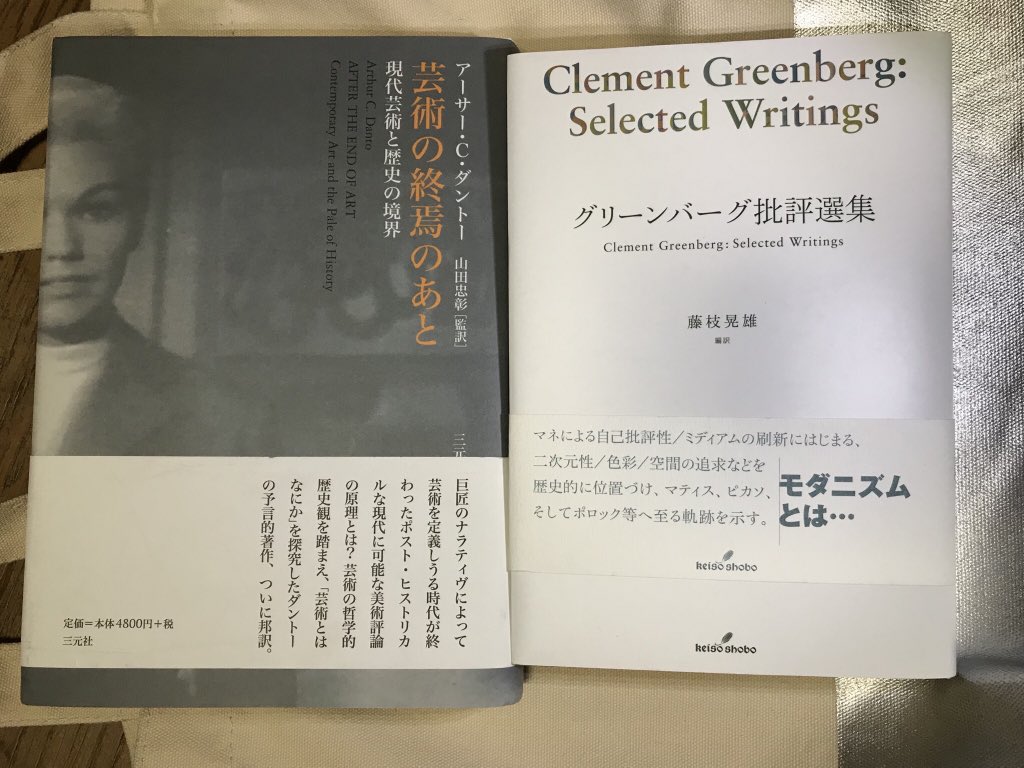 アーサー・C・ダントー 山田忠彰[監訳] 三元
芸術の終焉のあと
現代芸術と歴史の境界
Arthur C. Danto
AFTER THE END OF ART
Contemporary Art and the Pale of History
巨匠のナラティヴによって
芸術を定義しうる時代が終
わったポスト・ヒストリカ
ルな現代に可能な美術評論
の原理とは?芸術の哲学的
歴史観を踏まえ、「芸術とは
なにか」を探究したダントー
の予言的著作、ついに邦訳。
定価=本体4800円+税
三元社
Clement Greenberg:
Selected Writings
グリーンバーグ批評選集
Clement Greenberg: Selected Writings
藤枝晃雄
編訳
マネによる自己批評性/ミディアムの刷新にはじまる、
二次元性/色彩/空間の追求などを
歴史的に位置づけ、マティス、ピカソ、
そしてポロック等へ至る軌跡を示す。
モダニズム
とは…
keiso shobo
keiso shobo